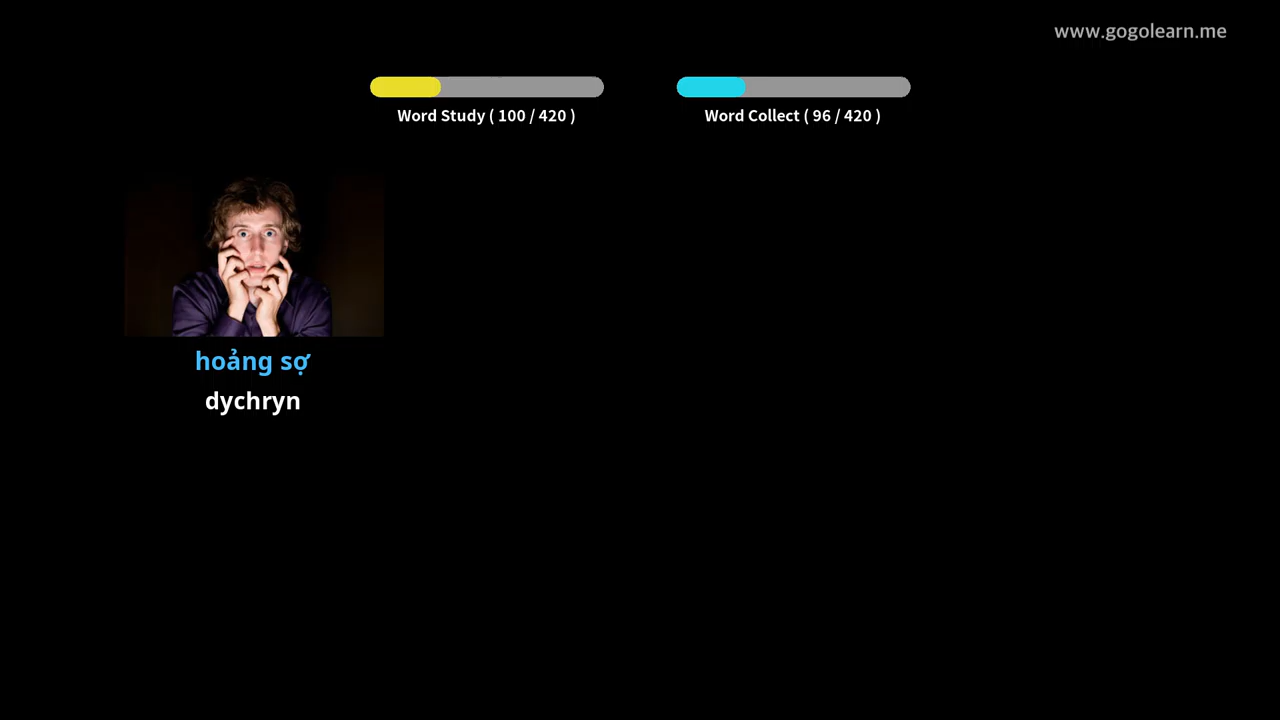 www.gogolearn.me
Word Study ( 100 / 420 )
Word Collect ( 96 / 420 )
hoảng sợ
dychryn